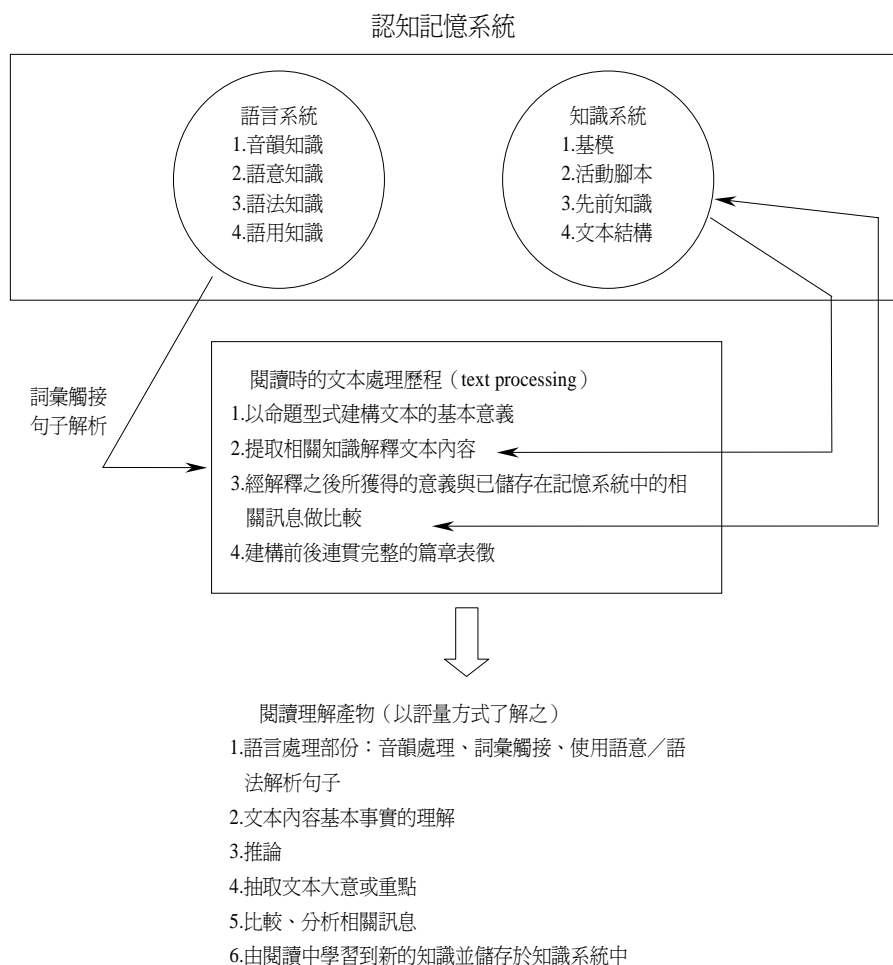 認知記憶系統
語言系統
1.音韻知識
2.語意知識
3.語法知識
4.語用知識
知識系統
1.基模
2.活動腳本
3.先前知識
4.文本結構
詞彙觸接
句子解析
閱讀時的文本處理歷程（text processing）
1.以命題型式建構文本的基本意義
2.提取相關知識解釋文本內容
3.經解釋之後所獲得的意義與已儲存在記憶系統中的相
關訊息做比較
4.建構前後連貫完整的篇章表徵
閱讀理解產物（以評量方式了解之）
1.語言處理部份：音韻處理、詞彙觸接、使用語意／語
法解析句子
2.文本內容基本事實的理解
3.推論
4.抽取文本大意或重點
5.比較、分析相關訊息
6.由閱讀中學習到新的知識並儲存於知識系統中